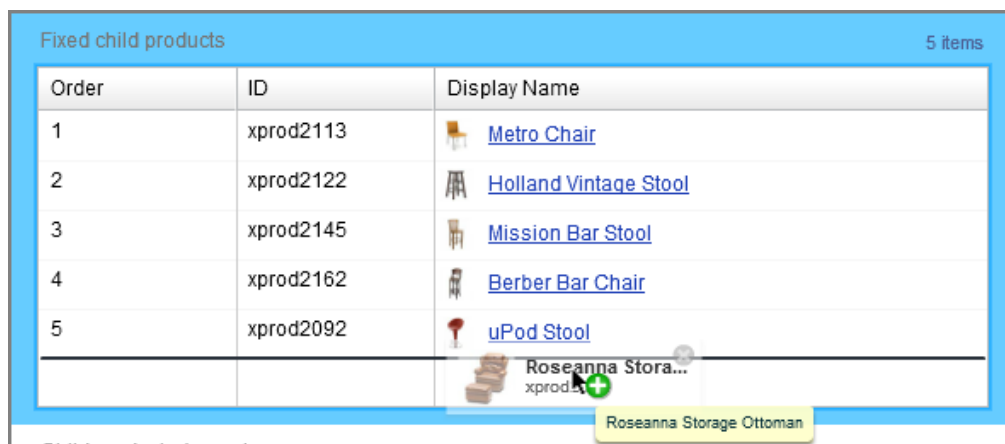 Fixed child products 5 items
Order ID Display Name
1 xprod2113 Metro Chair
2 xprod2122 Holland Vintage Stool
3 xprod2145 Mission Bar Stool
4 xprod2162 Berber Bar Chair
5 xprod2092 uPod Stool
Roseanna Stora...
Roseanna Storage Ottoman